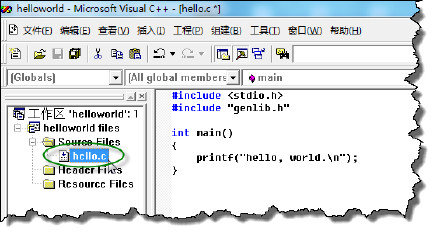 helloworld - Microsoft Visual C++ - [hello.c *]
文件(F) 编辑(E) 查看(V) 插入(I) 工程(P) 组建(B) 工具(T) 窗口(W)
(Globals) (All global members main
工作区 'helloworld': 1
helloworld files
Source Files
hello.c
Header Files
Resource Files
#include <stdio.h>
#include "genlib.h"
int main()
{
printf("hello, world.\n");
}